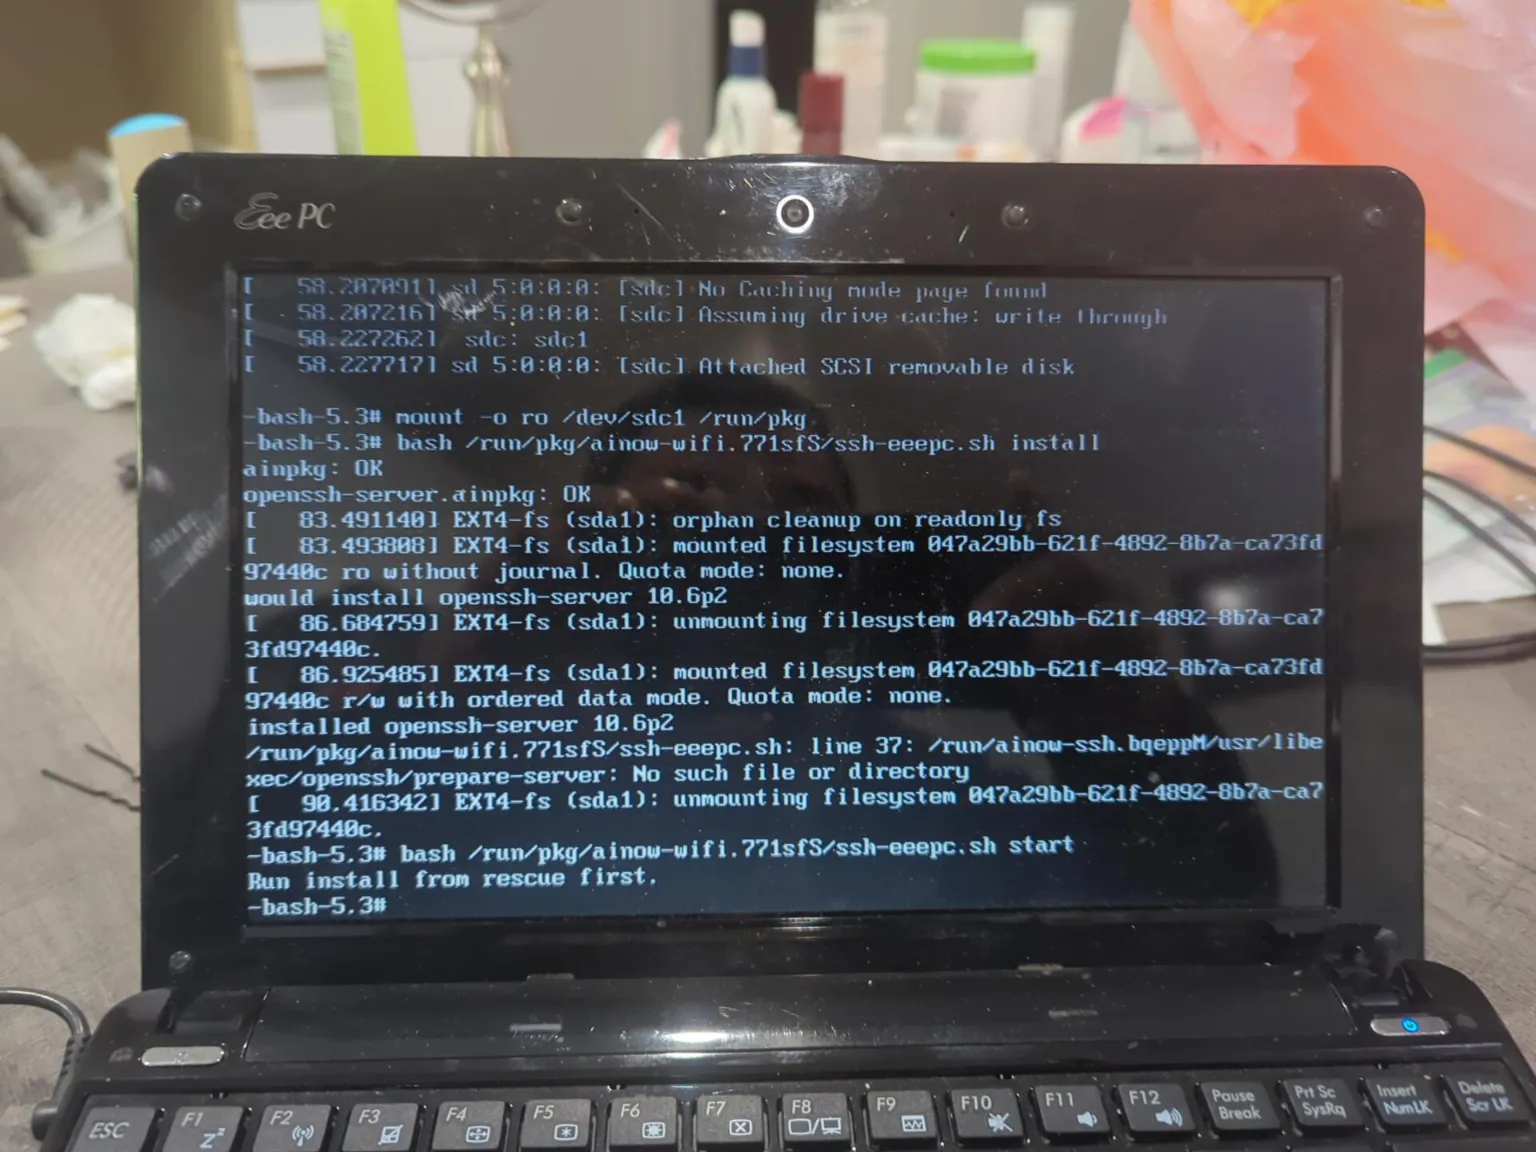 Eee PC
[   58.207091] sd 5:0:0:0: [sdc] No Caching mode page found
[   58.207216] sd 5:0:0:0: [sdc] Assuming drive cache: write through
[   58.227262]  sdc: sdc1
[   58.227717] sd 5:0:0:0: [sdc] Attached SCSI removable disk
-bash-5.3# mount -o ro /dev/sdc1 /run/pkg
-bash-5.3# bash /run/pkg/ainow-wifi.771sfS/ssh-eeepc.sh install
ainpkg: OK
openssh-server.ainpkg: OK
[   83.491140] EXT4-fs (sda1): orphan cleanup on readonly fs
[   83.493808] EXT4-fs (sda1): mounted filesystem 047a29bb-621f-4892-8b7a-ca73fd
97440c ro without journal. Quota mode: none.
would install openssh-server 10.6p2
[   86.684759] EXT4-fs (sda1): unmounting filesystem 047a29bb-621f-4892-8b7a-ca7
3fd97440c.
[   86.925485] EXT4-fs (sda1): mounted filesystem 047a29bb-621f-4892-8b7a-ca73fd
97440c r/w with ordered data mode. Quota mode: none.
installed openssh-server 10.6p2
/run/pkg/ainow-wifi.771sfS/ssh-eeepc.sh: line 37: /run/ainow-ssh.bqeppM/usr/libe
xec/openssh/prepare-server: No such file or directory
[   90.416342] EXT4-fs (sda1): unmounting filesystem 047a29bb-621f-4892-8b7a-ca7
3fd97440c.
-bash-5.3# bash /run/pkg/ainow-wifi.771sfS/ssh-eeepc.sh start
Run install from rescue first.
-bash-5.3#
ESC F1 F2 F3 F4 F5 F6 F7 F8 F9 F10 F11 F12 Pause Break Prt Sc SysRq Insert NumLK Delete Scr LK